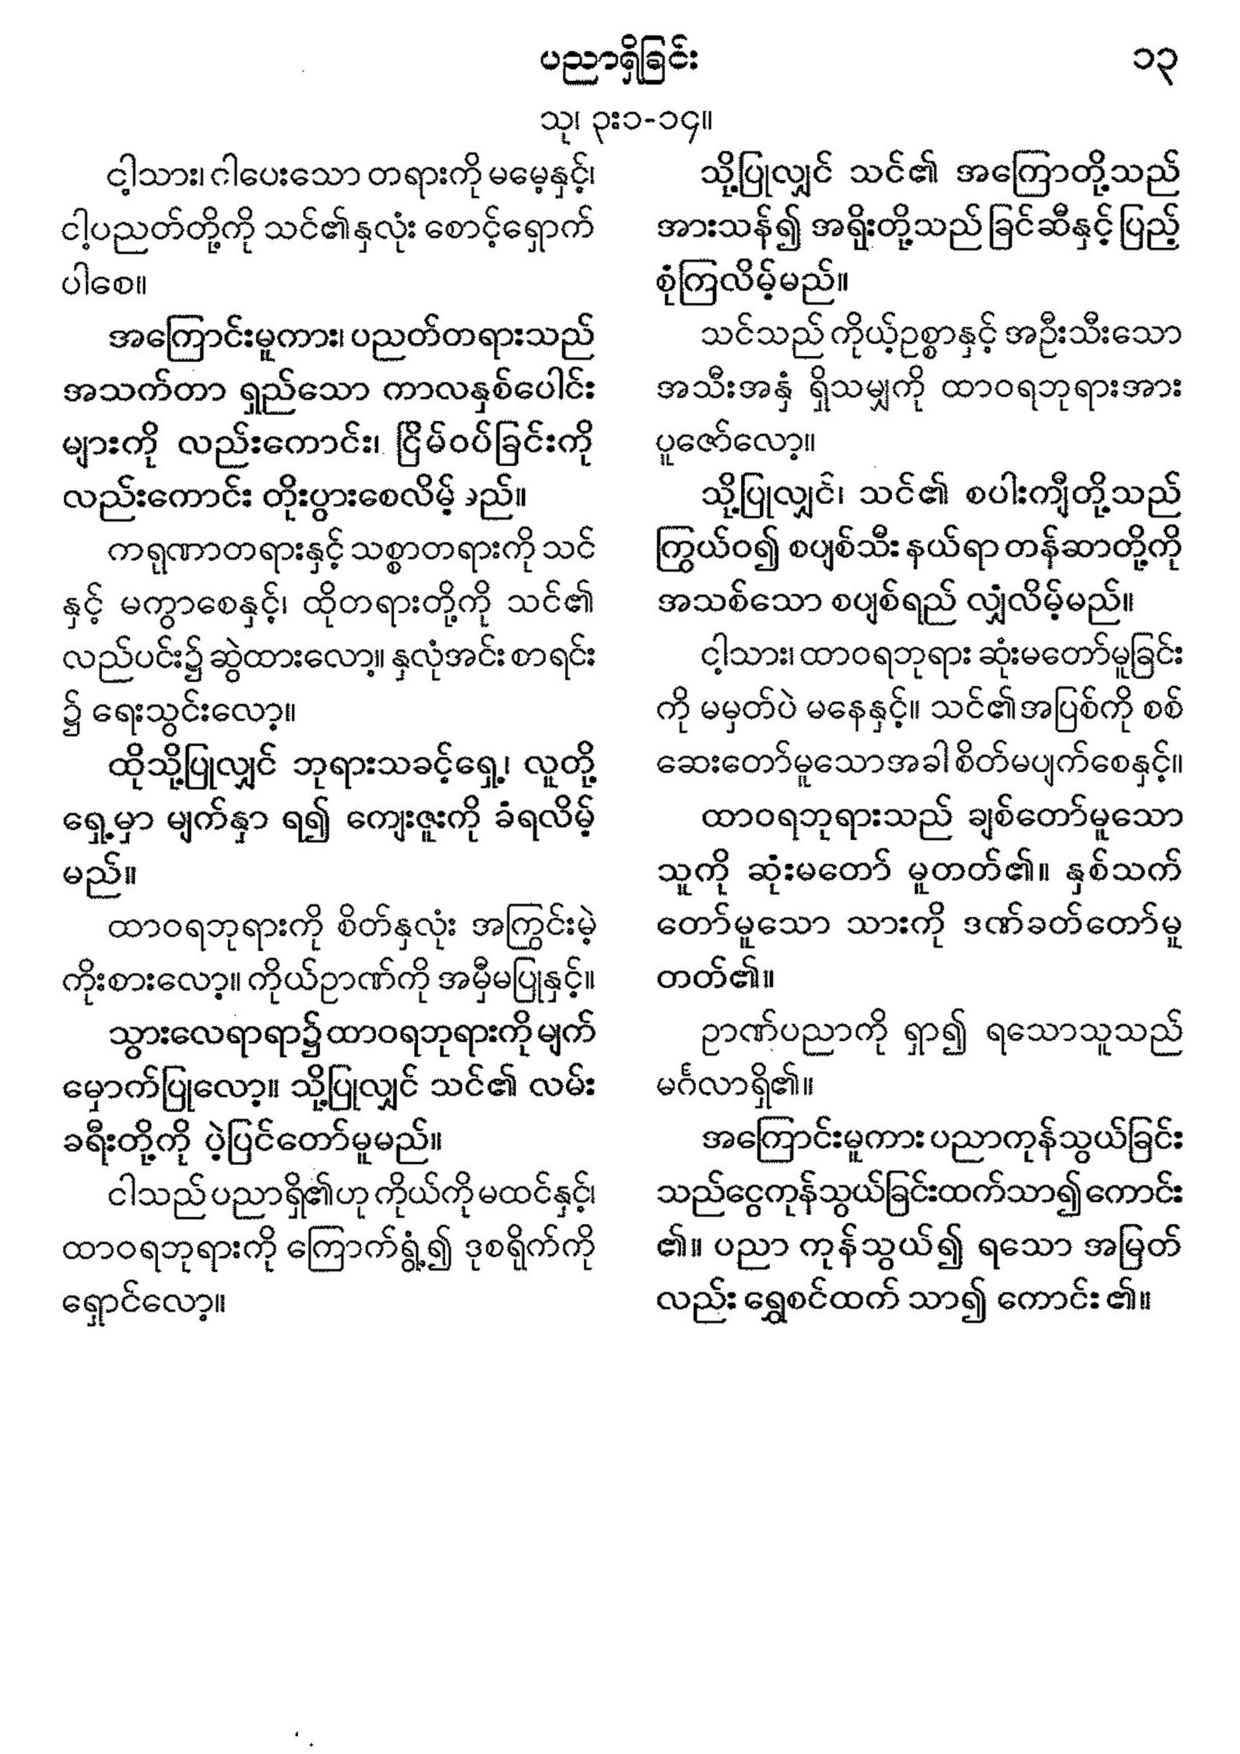 ပညာရှိခြင်း
၁၃
သု၊ ၃း၁-၁၄။
ငါ့သား၊ ငါပေးသော တရားကို မမေ့နှင့်၊
ငါ့ပညတ်တို့ကို သင်၏နှလုံး စောင့်ရှောက်
ပါစေ။
အကြောင်းမူကား၊ ပညတ်တရားသည်
အသက်တာ ရှည်သော ကာလနှစ်ပေါင်း
များကို လည်းကောင်း၊ ငြိမ်ဝပ်ခြင်းကို
လည်းကောင်း တိုးပွားစေလိမ့်မည်။
ကရုဏာတရားနှင့် သစ္စာတရားကို သင်
နှင့် မကွာစေနှင့်၊ ထိုတရားတို့ကို သင်၏
လည်ပင်း၌ ဆွဲထားလော့။ နှလုံအင်း စာရင်း
၌ ရေးသွင်းလော့။
ထိုသို့ပြုလျှင် ဘုရားသခင့်ရှေ့၊ လူတို့
ရှေ့မှာ မျက်နှာ ရ၍ ကျေးဇူးကို ခံရလိမ့်
မည်။
ထာဝရဘုရားကို စိတ်နှလုံး အကြွင်းမဲ့
ကိုးစားလော့။ ကိုယ်ဉာဏ်ကို အမှီမပြုနှင့်။
သွားလေရာရာ၌ ထာဝရဘုရားကို မျက်
မှောက်ပြုလော့။ သို့ပြုလျှင် သင်၏ လမ်း
ခရီးတို့ကို ပဲ့ပြင်တော်မူမည်။
ငါသည် ပညာရှိ၏ဟု ကိုယ်ကို မထင်နှင့်၊
ထာဝရဘုရားကို ကြောက်ရွံ့၍ ဒုစရိုက်ကို
ရှောင်လော့။
သို့ပြုလျှင် သင်၏ အကြောတို့သည်
အားသန်၍ အရိုးတို့သည် ခြင်ဆီနှင့် ပြည့်
စုံကြလိမ့်မည်။
သင်သည် ကိုယ့်ဥစ္စာနှင့် အဦးသီးသော
အသီးအနှံ ရှိသမျှကို ထာဝရဘုရားအား
ပူဇော်လော့။
သို့ပြုလျှင်၊ သင်၏ စပါးကျီတို့သည်
ကြွယ်ဝ၍ စပျစ်သီး နယ်ရာ တန်ဆာတို့ကို
အသစ်သော စပျစ်ရည် လျှံလိမ့်မည်။
ငါ့သား၊ ထာဝရဘုရား ဆုံးမတော်မူခြင်း
ကို မမှတ်ပဲ မနေနှင့်။ သင်၏အပြစ်ကို စစ်
ဆေးတော်မူသောအခါ စိတ်မပျက်စေနှင့်။
ထာဝရဘုရားသည် ချစ်တော်မူသော
သူကို ဆုံးမတော် မူတတ်၏။ နှစ်သက်
တော်မူသော သားကို ဒဏ်ခတ်တော်မူ
တတ်၏။
ဉာဏ်ပညာကို ရှာ၍ ရသောသူသည်
မင်္ဂလာရှိ၏။
အကြောင်းမူကား ပညာကုန်သွယ်ခြင်း
သည်ငွေကုန်သွယ်ခြင်းထက်သာ၍ကောင်း
၏။ ပညာ ကုန်သွယ်၍ ရသော အမြတ်
လည်း ရွှေစင်ထက် သာ၍ ကောင်း ၏။